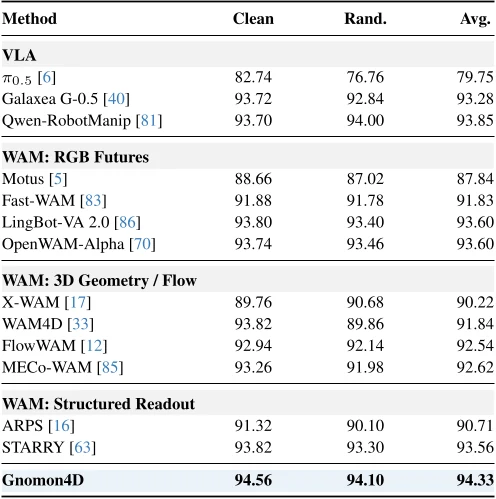 Method Clean Rand. Avg.
VLA
π0.5 [6] 82.74 76.76 79.75
Galaxea G-0.5 [40] 93.72 92.84 93.28
Qwen-RobotManip [81] 93.70 94.00 93.85
WAM: RGB Futures
Motus [5] 88.66 87.02 87.84
Fast-WAM [83] 91.88 91.78 91.83
LingBot-VA 2.0 [86] 93.80 93.40 93.60
OpenWAM-Alpha [70] 93.74 93.46 93.60
WAM: 3D Geometry / Flow
X-WAM [17] 89.76 90.68 90.22
WAM4D [33] 93.82 89.86 91.84
FlowWAM [12] 92.94 92.14 92.54
MECo-WAM [85] 93.26 91.98 92.62
WAM: Structured Readout
ARPS [16] 91.32 90.10 90.71
STARRY [63] 93.82 93.30 93.56
Gnomon4D 94.56 94.10 94.33